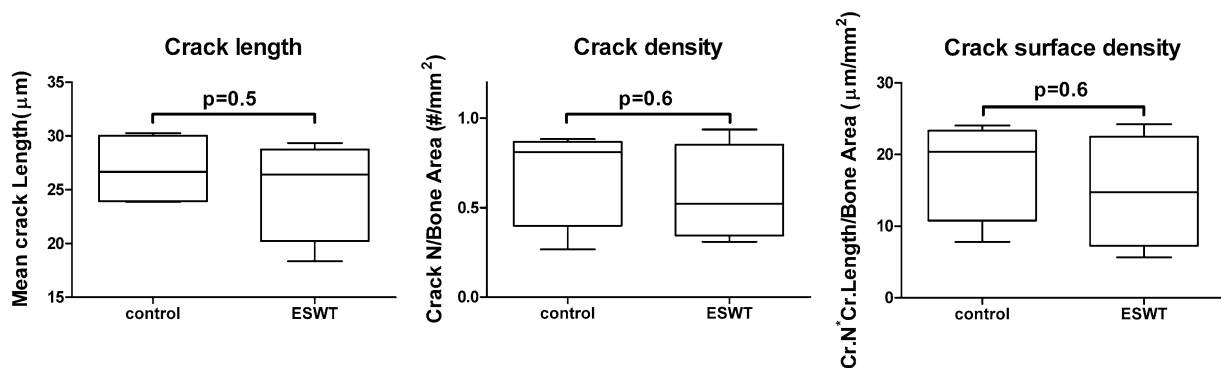 Crack length
Mean crack Length(μm)
35
30
25
20
15
p=0.5
control
ESWT
Crack density
Crack N/Bone Area (#/mm²)
1.0
0.5
0.0
p=0.6
control
ESWT
Crack surface density
Cr.N*Cr.Length/Bone Area (μm/mm²)
30
20
10
0
p=0.6
control
ESWT